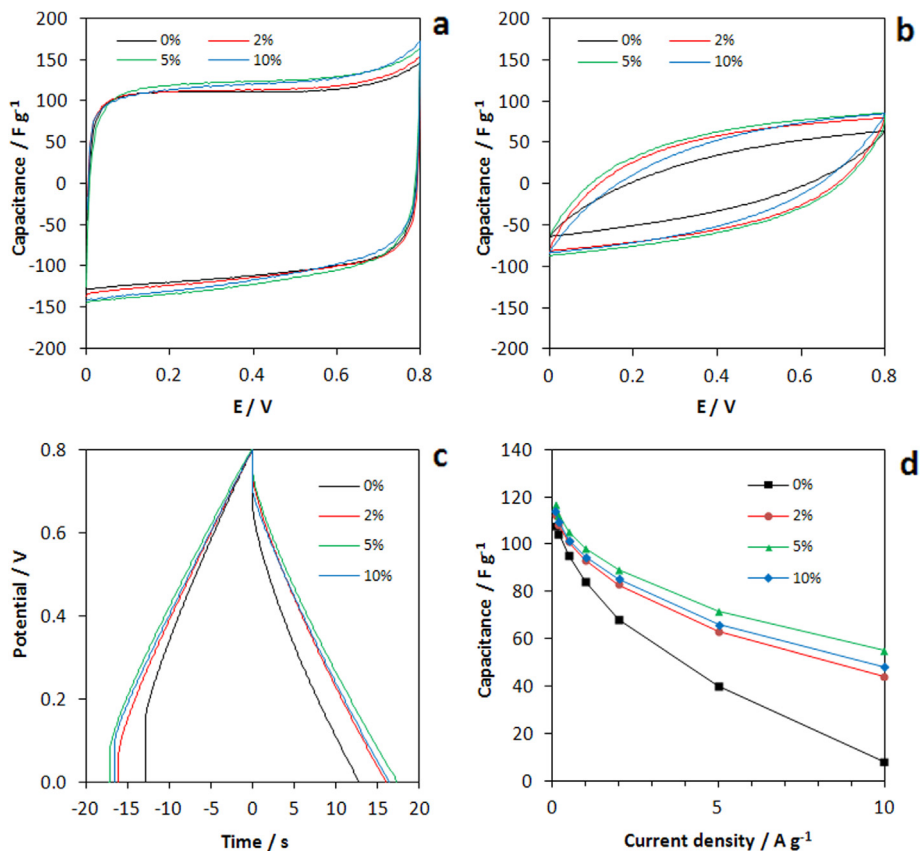 a
200
150
100
50
0
-50
-100
-150
-200
Capacitance / F g-1
0% 2%
5% 10%
0 0.2 0.4 0.6 0.8
E / V
b
200
150
100
50
0
-50
-100
-150
-200
Capacitance / F g-1
0% 2%
5% 10%
0 0.2 0.4 0.6 0.8
E / V
c
0.8
0.6
0.4
0.2
0.0
Potential / V
0%
2%
5%
10%
-20 -15 -10 -5 0 5 10 15 20
Time / s
d
140
120
100
80
60
40
20
0
Capacitance / F g-1
0%
2%
5%
10%
0 5 10
Current density / A g-1